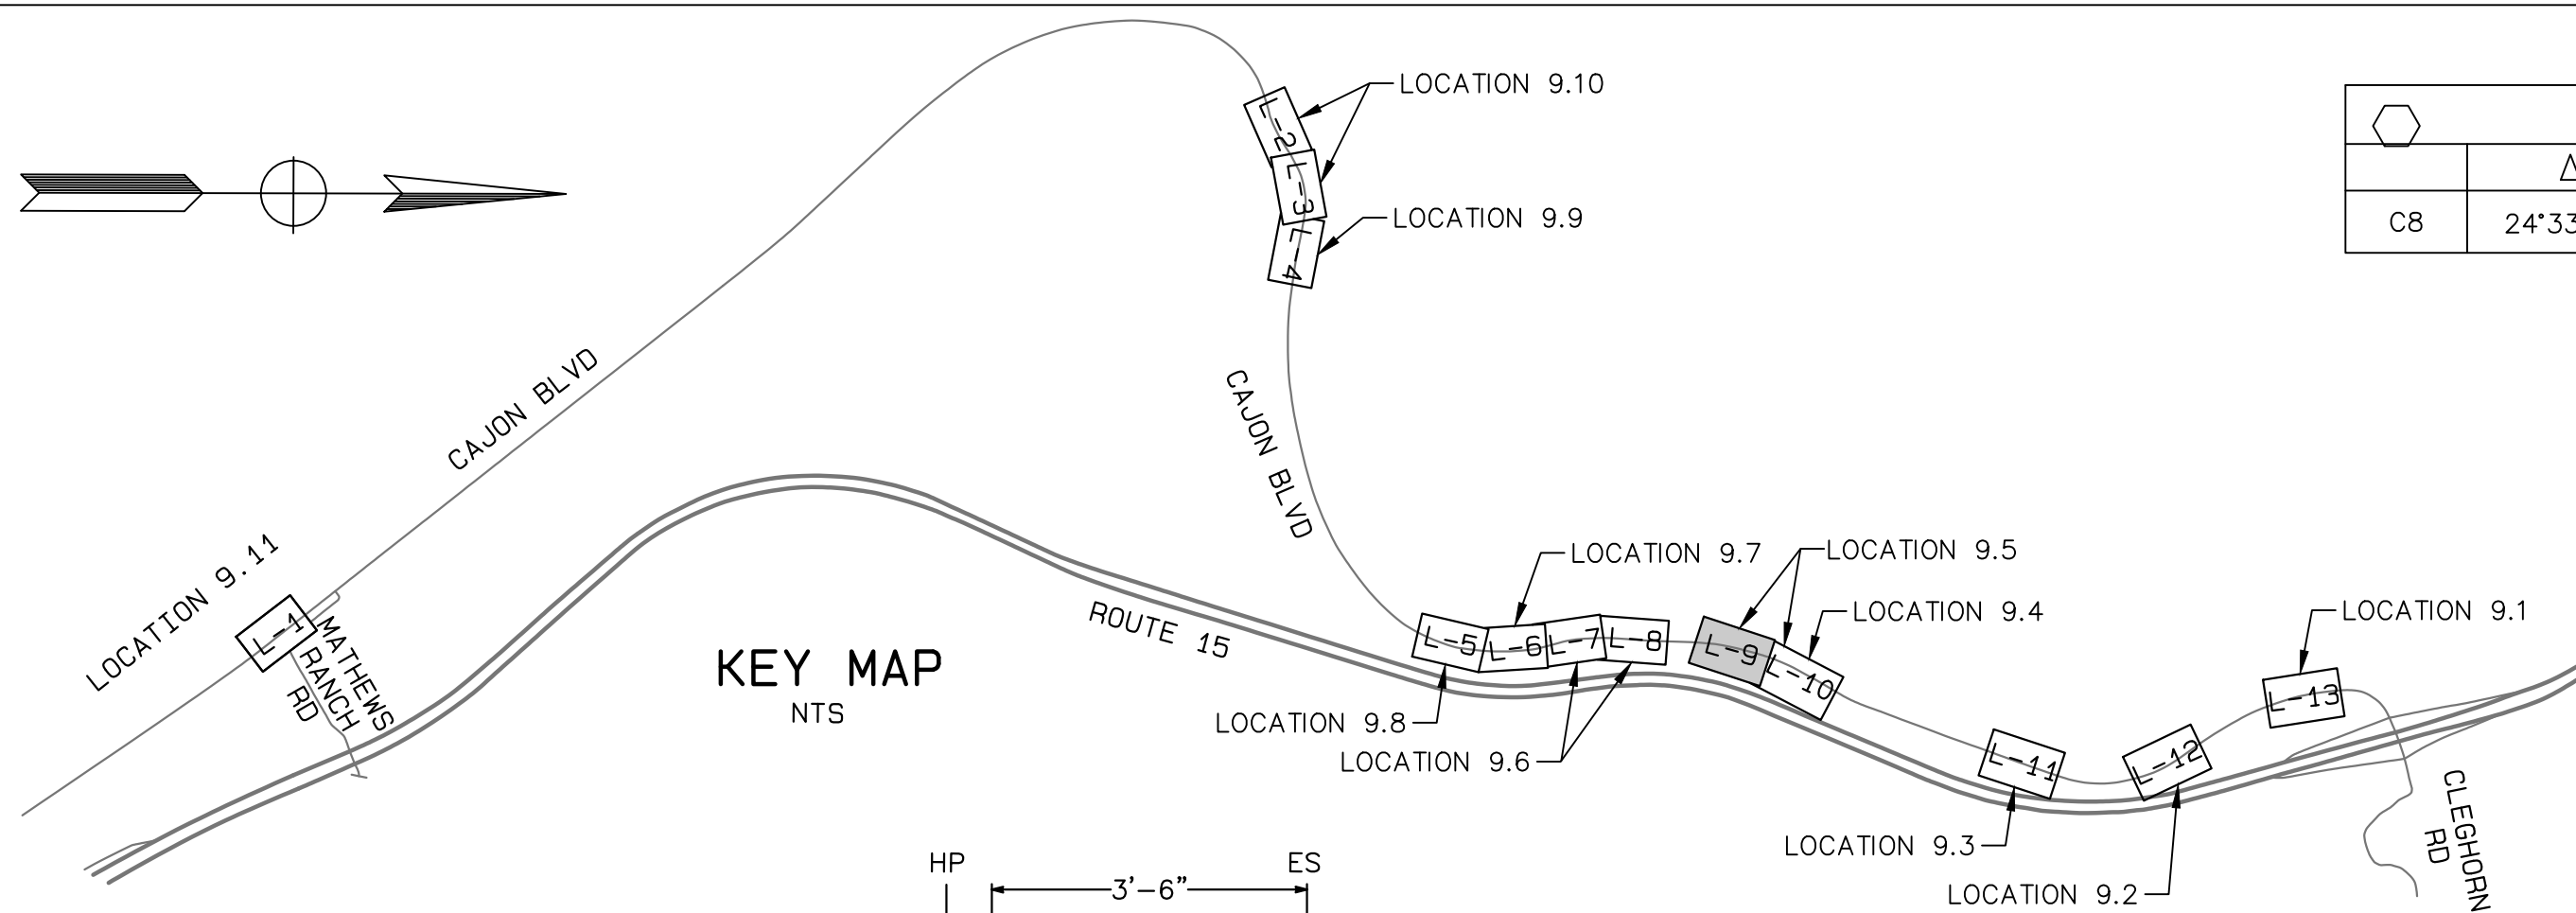 LOCATION 9.10
L-2
L-3
L-4
LOCATION 9.9
Δ
C8
24°33
CAJON BLVD
CAJON BLVD
LOCATION 9.11
L-1
MATHEWS
RANCH
RD
KEY MAP
NTS
ROUTE 15
LOCATION 9.7
LOCATION 9.5
LOCATION 9.4
LOCATION 9.1
L-5
L-6
L-7
L-8
L-9
L-10
L-11
L-12
L-13
LOCATION 9.8
LOCATION 9.6
LOCATION 9.3
LOCATION 9.2
CLEGHORN
RD
HP
ES
3'-6"